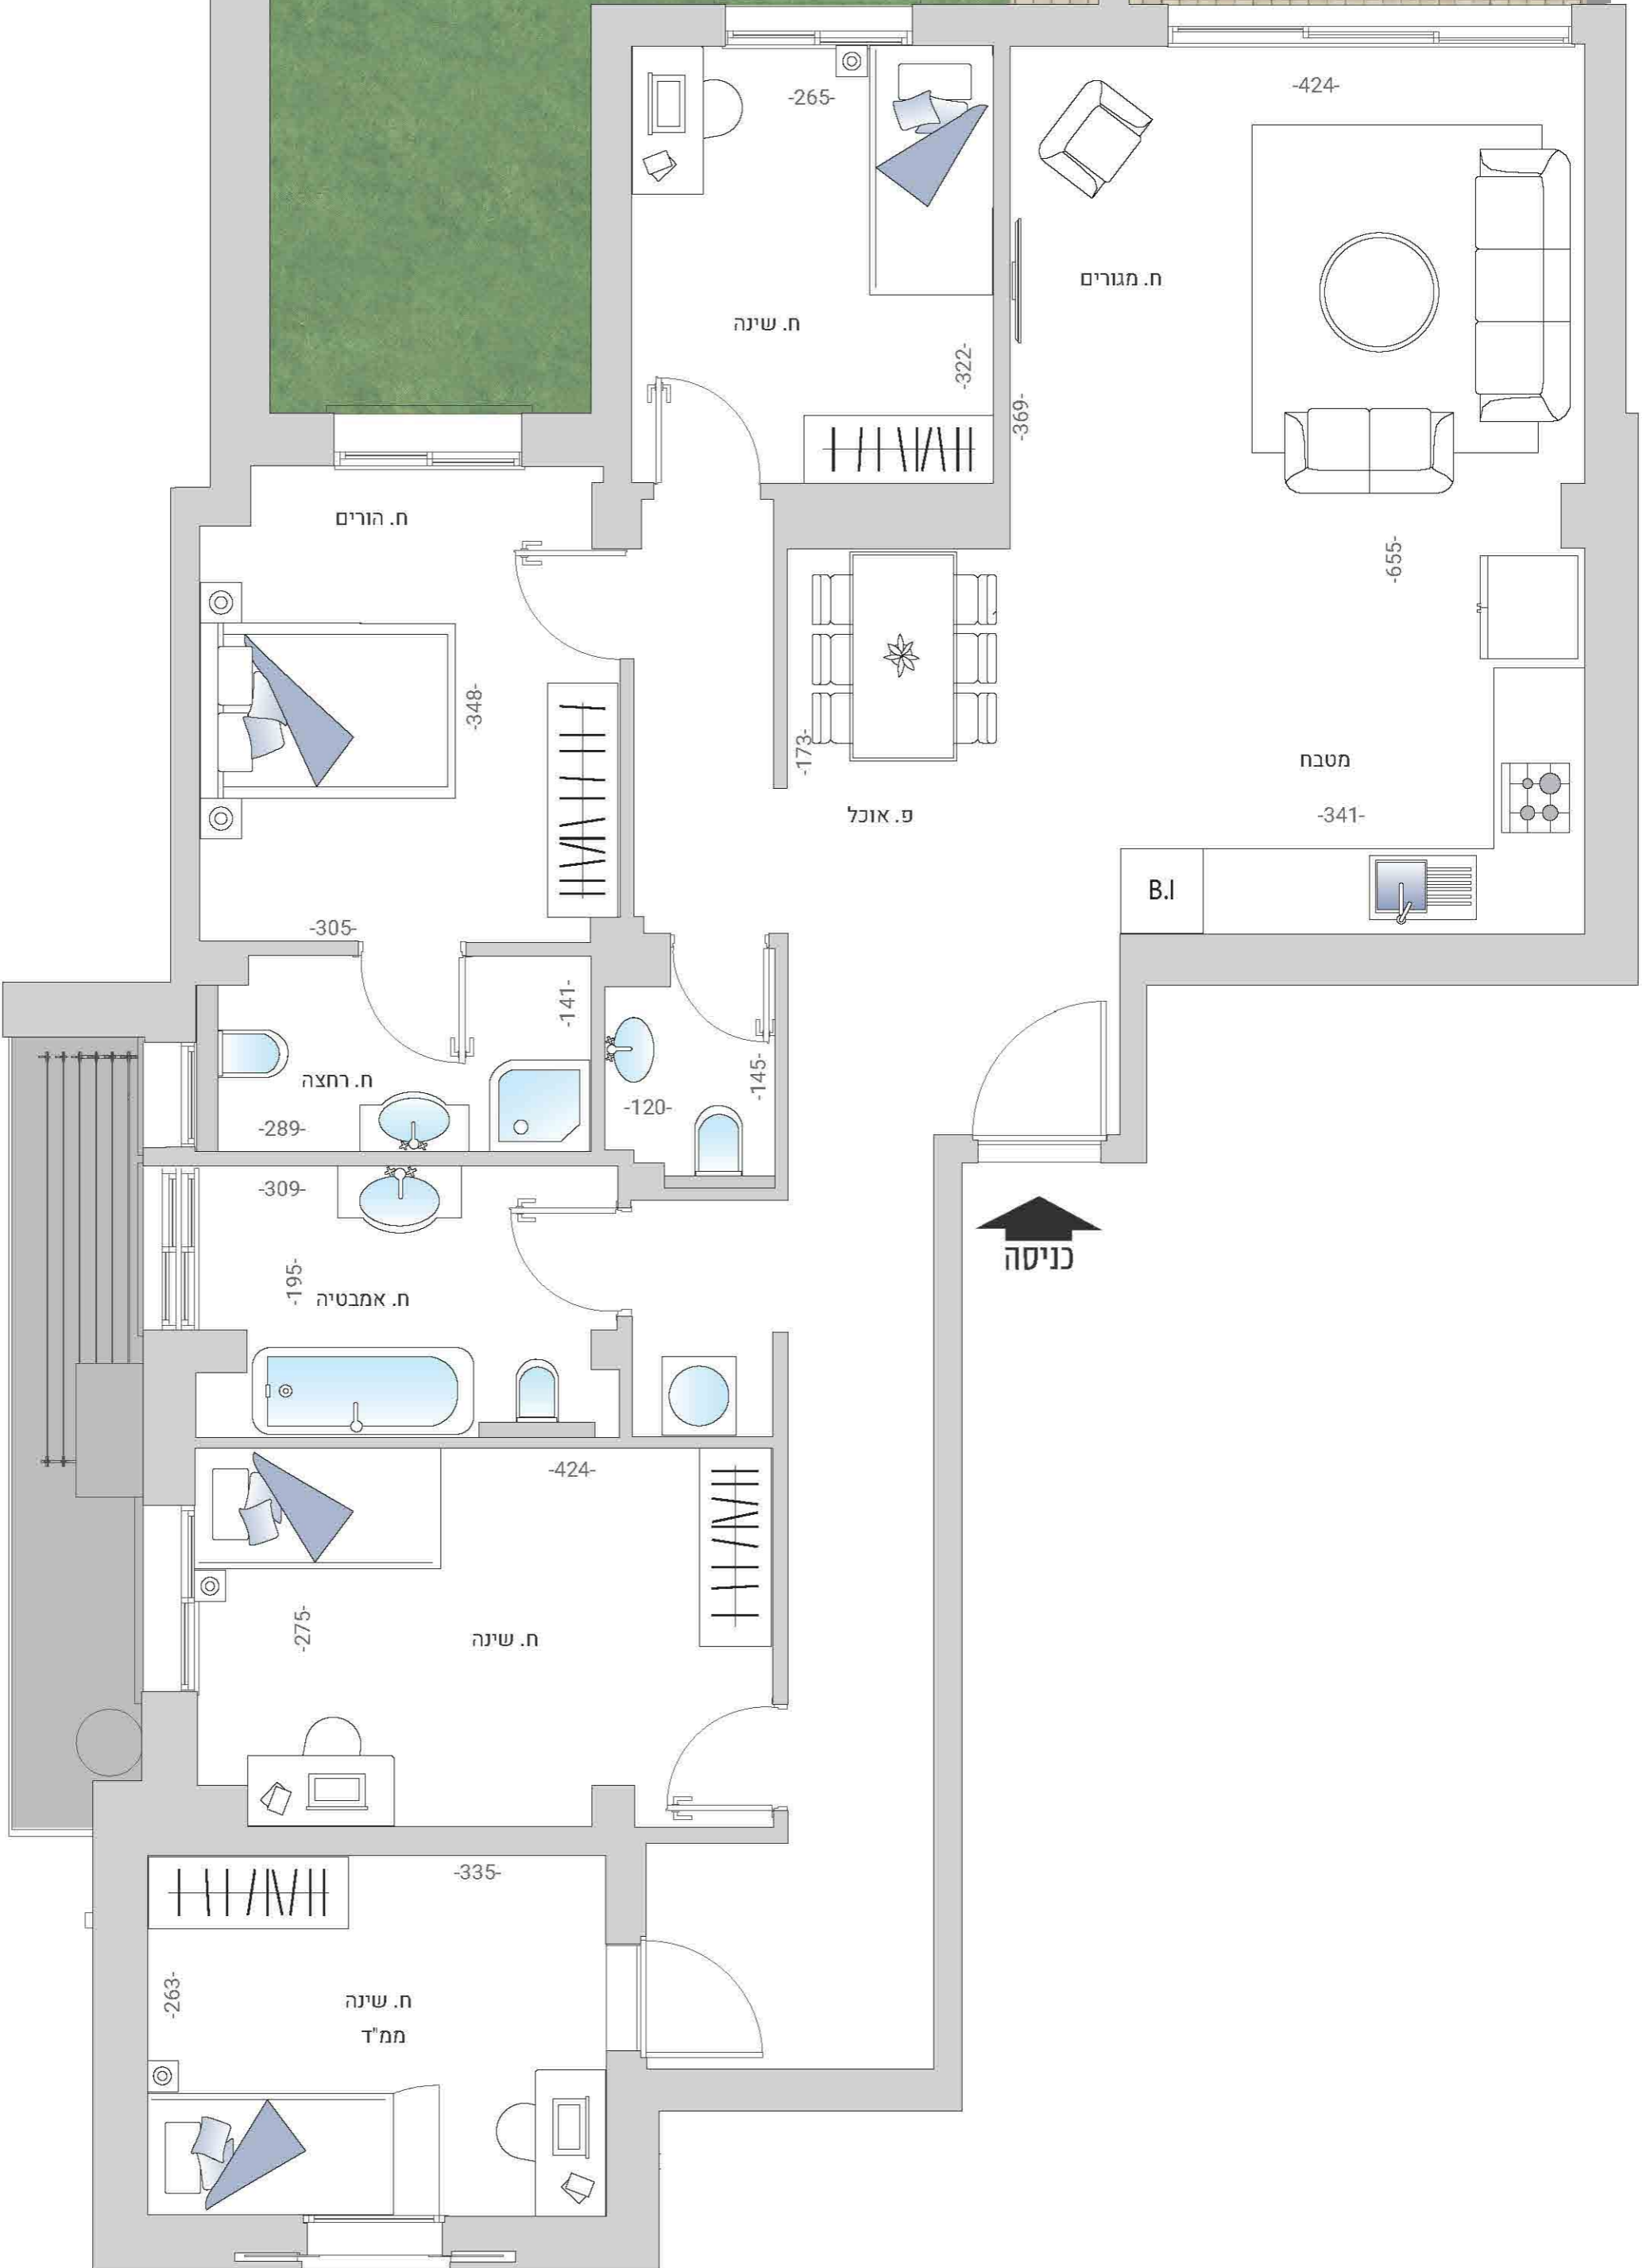 -265-
-424-
ח. מגורים
ח. שינה
-322-
-369-
ח. הורים
-655-
-348-
-173-
מטבח
-341-
פ. אוכל
B.I
-305-
-141-
ח. רחצה
-145-
-120-
-289-
-309-
כניסה
-195-
ח. אמבטיה
-424-
-275-
ח. שינה
-335-
-263-
ח. שינה
ממ"ד